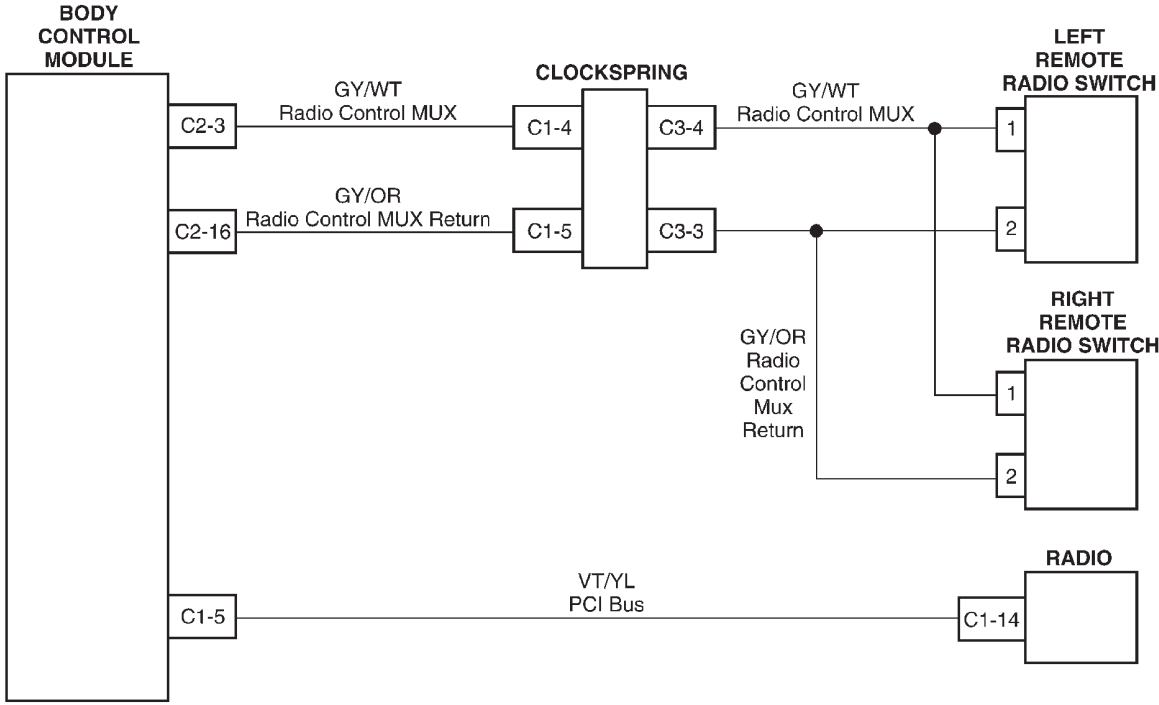 BODY
CONTROL
MODULE
LEFT
REMOTE
RADIO SWITCH
CLOCKSPRING
GY/WT
Radio Control MUX
GY/WT
Radio Control MUX
C2-3
C1-4
C3-4
1
GY/OR
Radio Control MUX Return
C2-16
C1-5
C3-3
2
RIGHT
REMOTE
RADIO SWITCH
GY/OR
Radio
Control
Mux
Return
1
2
RADIO
VT/YL
PCI Bus
C1-5
C1-14